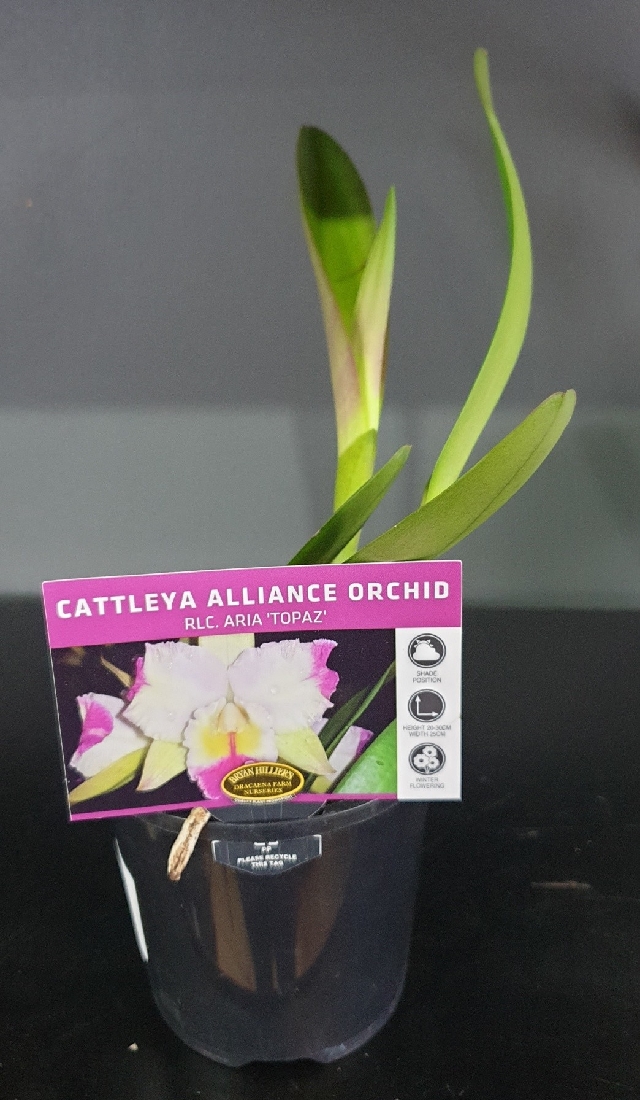 CATTLEYA ALLIANCE ORCHID
RLC. ARIA 'TOPAZ'
SHADE
POSITION
HEIGHT 20-30CM
WIDTH 25CM
WINTER
FLOWERING
BRYAN HILLIER'S
DRACAENA FARM
NURSERIES
PP
PLEASE RECYCLE
THIS TAG